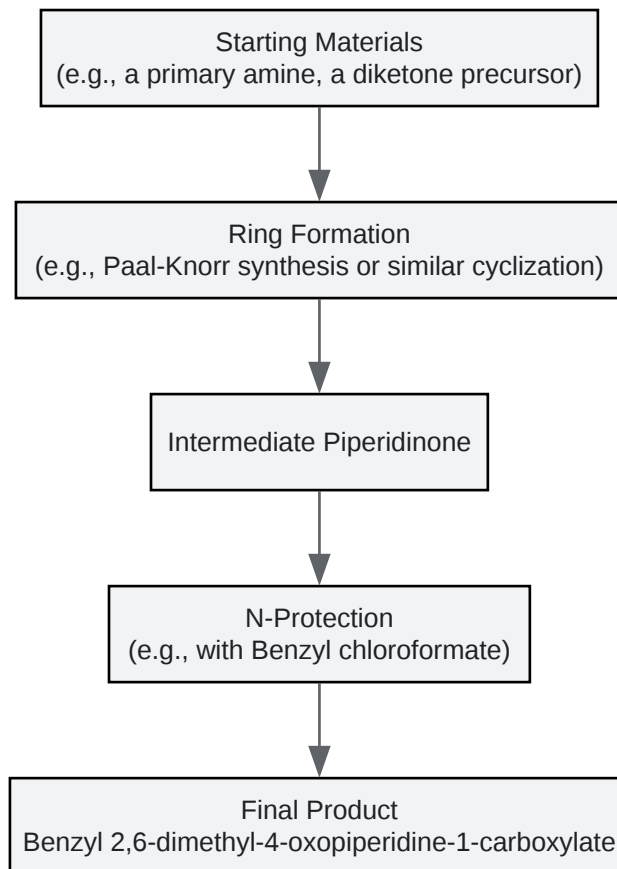 Starting Materials
(e.g., a primary amine, a diketone precursor)
Ring Formation
(e.g., Paal-Knorr synthesis or similar cyclization)
Intermediate Piperidinone
N-Protection
(e.g., with Benzyl chloroformate)
Final Product
Benzyl 2,6-dimethyl-4-oxopiperidine-1-carboxylate